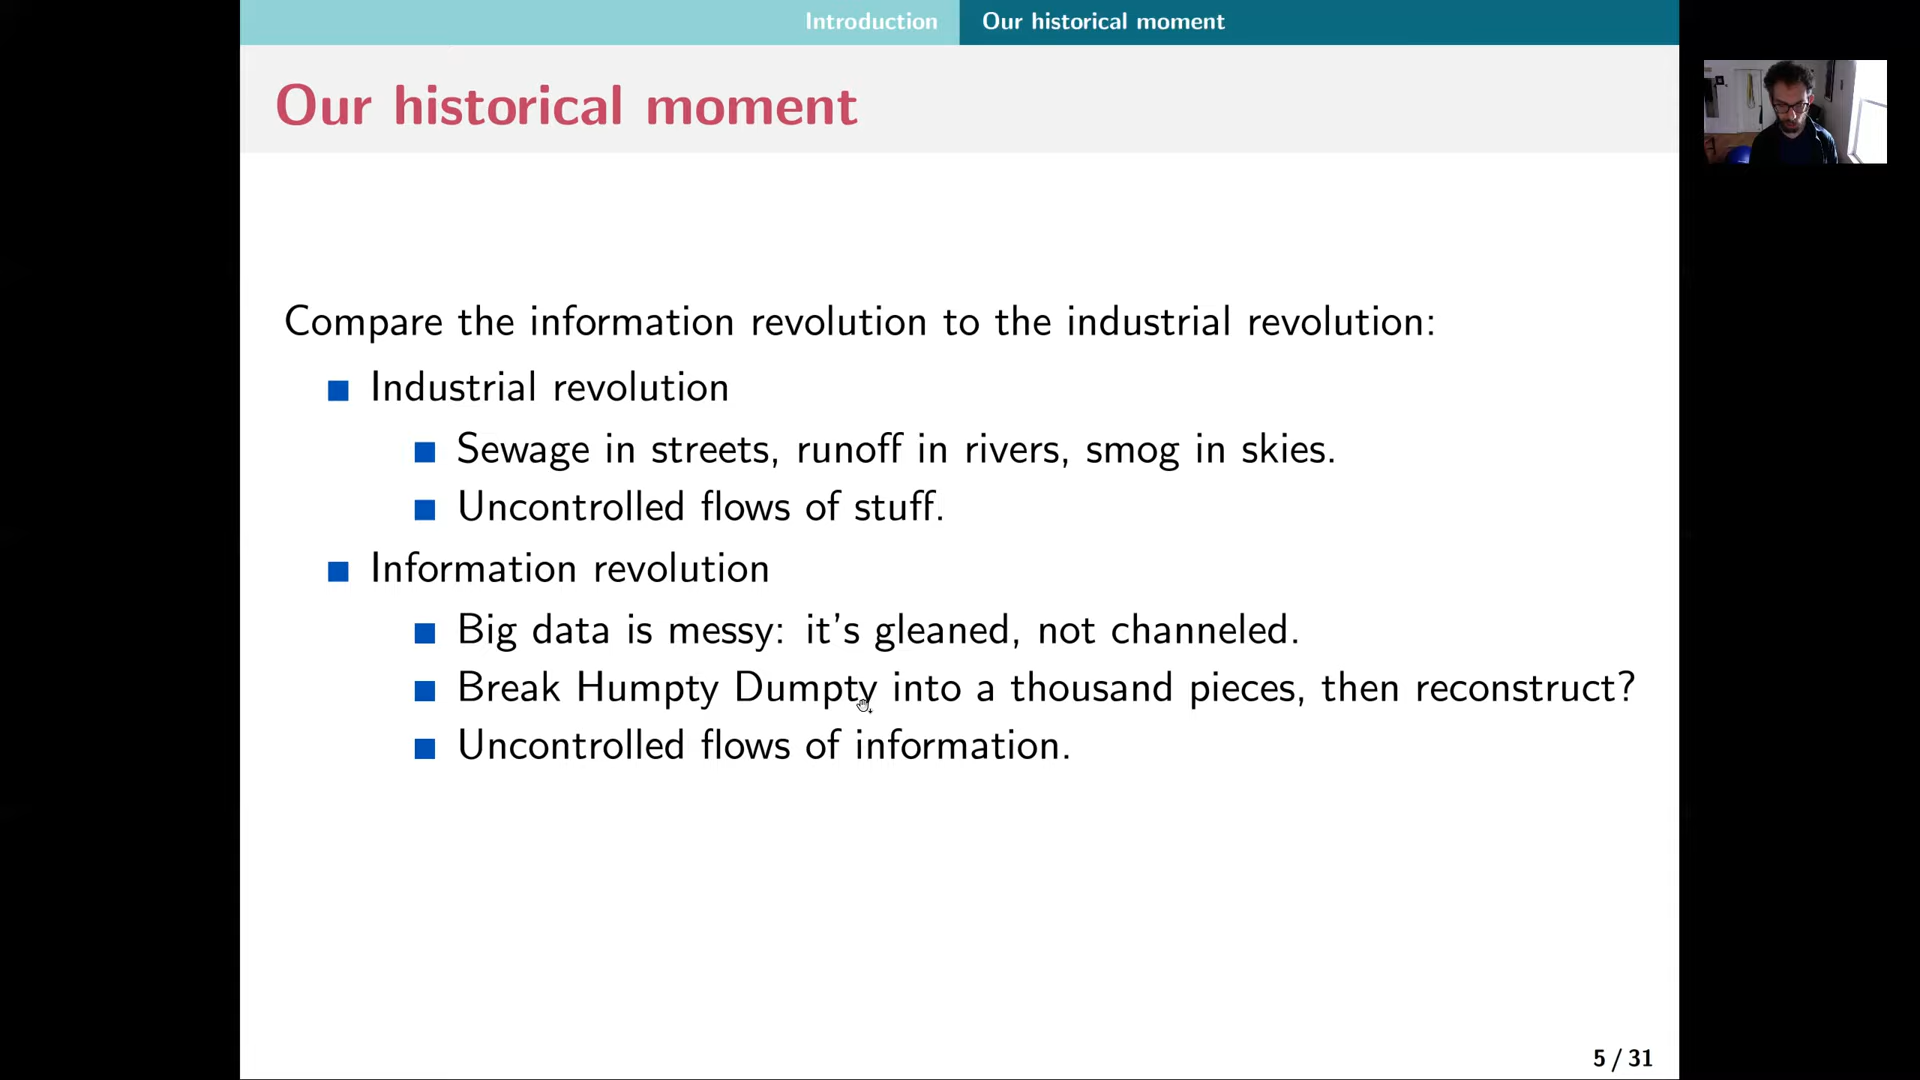 Introduction
Our historical moment
Our historical moment
Compare the information revolution to the industrial revolution:
Industrial revolution
Sewage in streets, runoff in rivers, smog in skies.
Uncontrolled flows of stuff.
Information revolution
Big data is messy: it's gleaned, not channeled.
Break Humpty Dumpty into a thousand pieces, then reconstruct?
Uncontrolled flows of information.
5 / 31